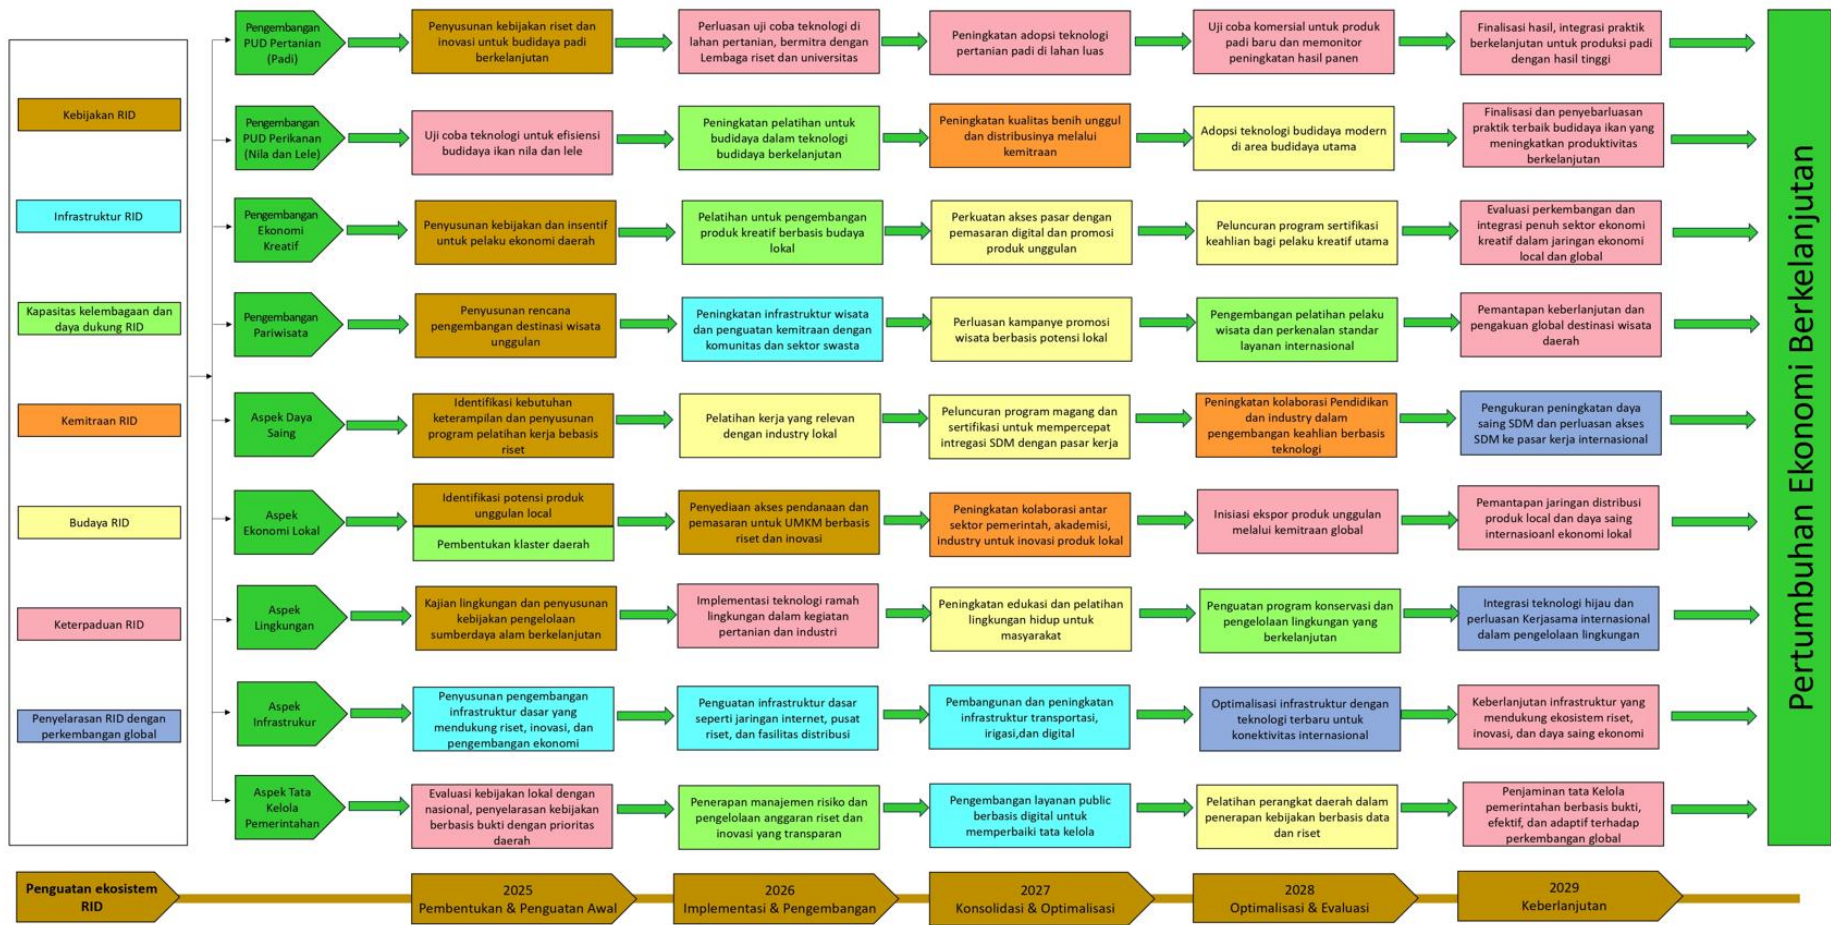 Kebijakan RID
Infrastruktur RID
Kapasitas kelembagaan dan
daya dukung RID
Kemitraan RID
Budaya RID
Keterpaduan RID
Penyelarasan RID dengan
perkembangan global
Pengembangan
PUD Pertanian
(Padi)
Penyusunan kebijakan riset dan
inovasi untuk budidaya padi
berkelanjutan
Perluasan uji coba teknologi di
lahan pertanian, bermitra dengan
Lembaga riset dan universitas
Peningkatan adopsi teknologi
pertanian padi di lahan luas
Uji coba komersial untuk produk
padi baru dan memonitor
peningkatan hasil panen
Finalisasi hasil, integrasi praktik
berkelanjutan untuk produksi padi
dengan hasil tinggi
Pengembangan
PUD Perikanan
(Nila dan Lele)
Uji coba teknologi untuk efisiensi
budidaya ikan nila dan lele
Peningkatan pelatihan untuk
budidaya dalam teknologi
budidaya berkelanjutan
Peningkatan kualitas benih unggul
dan distribusinya melalui
kemitraan
Adopsi teknologi budidaya modern
di area budidaya utama
Finalisasi dan penyebarluasan
praktik terbaik budidaya ikan yang
meningkatkan produktivitas
berkelanjutan
Pengembangan
Ekonomi
Kreatif
Penyusunan kebijakan dan insentif
untuk pelaku ekonomi daerah
Pelatihan untuk pengembangan
produk kreatif berbasis budaya
lokal
Perkuatan akses pasar dengan
pemasaran digital dan promosi
produk unggulan
Peluncuran program sertifikasi
keahlian bagi pelaku kreatif utama
Evaluasi perkembangan dan
integrasi penuh sektor ekonomi
kreatif dalam jaringan ekonomi
local dan global
Pengembangan
Pariwisata
Penyusunan rencana
pengembangan destinasi wisata
unggulan
Peningkatan infrastruktur wisata
dan penguatan kemitraan dengan
komunitas dan sektor swasta
Perluasan kampanye promosi
wisata berbasis potensi lokal
Pengembangan pelatihan pelaku
wisata dan perkenalan standar
layanan internasional
Pemantapan keberlanjutan dan
pengakuan global destinasi wisata
daerah
Aspek Daya
Saing
Identifikasi kebutuhan
keterampilan dan penyusunan
program pelatihan kerja bebasis
riset
Pelatihan kerja yang relevan
dengan industry lokal
Peluncuran program magang dan
sertifikasi untuk mempercepat
intregasi SDM dengan pasar kerja
Peningkatan kolaborasi Pendidikan
dan industry dalam
pengembangan keahlian berbasis
teknologi
Pengukuran peningkatan daya
saing SDM dan perluasan akses
SDM ke pasar kerja internasional
Aspek
Ekonomi Lokal
Identifikasi potensi produk
unggulan local
Pembentukan klaster daerah
Penyediaan akses pendanaan dan
pemasaran untuk UMKM berbasis
riset dan inovasi
Peningkatan kolaborasi antar
sektor pemerintah, akademisi,
industry untuk inovasi produk lokal
Inisiasi ekspor produk unggulan
melalui kemitraan global
Pemantapan jaringan distribusi
produk local dan daya saing
internasioanl ekonomi lokal
Aspek
Lingkungan
Kajian lingkungan dan penyusunan
kebijakan pengelolaan
sumberdaya alam berkelanjutan
Implementasi teknologi ramah
lingkungan dalam kegiatan
pertanian dan industri
Peningkatan edukasi dan pelatihan
lingkungan hidup untuk
masyarakat
Penguatan program konservasi dan
pengelolaan lingkungan yang
berkelanjutan
Integrasi teknologi hijau dan
perluasan Kerjasama internasional
dalam pengelolaan lingkungan
Aspek
Infrastrukur
Penyusunan pengembangan
infrastruktur dasar yang
mendukung riset, inovasi, dan
pengembangan ekonomi
Penguatan infrastruktur dasar
seperti jaringan internet, pusat
riset, dan fasilitas distribusi
Pembangunan dan peningkatan
infrastruktur transportasi,
irigasi,dan digital
Optimalisasi infrastruktur dengan
teknologi terbaru untuk
konektivitas internasional
Keberlanjutan infrastruktur yang
mendukung ekosistem riset,
inovasi, dan daya saing ekonomi
Aspek Tata
Kelola
Pemerintahan
Evaluasi kebijakan lokal dengan
nasional, penyelarasan kebijakan
berbasis bukti dengan prioritas
daerah
Penerapan manajemen risiko dan
pengelolaan anggaran riset dan
inovasi yang transparan
Pengembangan layanan public
berbasis digital untuk
memperbaiki tata kelola
Pelatihan perangkat daerah dalam
penerapan kebijakan berbasis data
dan riset
Penjaminan tata Kelola
pemerintahan berbasis bukti,
efektif, dan adaptif terhadap
perkembangan global
Pertumbuhan Ekonomi Berkelanjutan
Penguatan ekosistem
RID
2025
Pembentukan & Penguatan Awal
2026
Implementasi & Pengembangan
2027
Konsolidasi & Optimalisasi
2028
Optimalisasi & Evaluasi
2029
Keberlanjutan